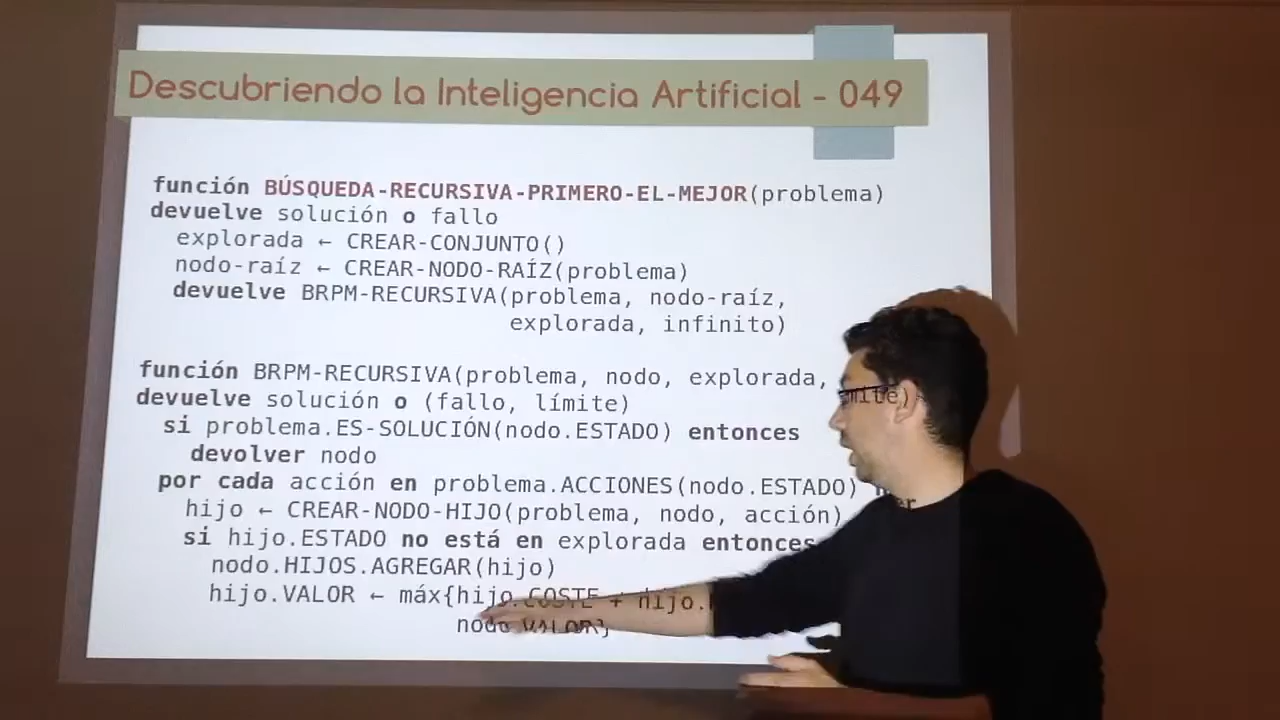 Descubriendo la Inteligencia Artificial - 049
función BÚSQUEDA-RECURSIVA-PRIMERO-EL-MEJOR(problema)
devuelve solución o fallo
explorada ← CREAR-CONJUNTO()
nodo-raíz ← CREAR-NODO-RAÍZ(problema)
devuelve BRPM-RECURSIVA(problema, nodo-raíz,
explorada, infinito)
función BRPM-RECURSIVA(problema, nodo, explorada,
devuelve solución o (fallo, límite)
si problema.ES-SOLUCIÓN(nodo.ESTADO) entonces
devolver nodo
por cada acción en problema.ACCIONES(nodo.ESTADO)
hijo ← CREAR-NODO-HIJO(problema, nodo, acción)
si hijo.ESTADO no está en explorada entonces
nodo.HIJOS.AGREGAR(hijo)
hijo.VALOR ← máx{hijo.COSTE + hijo.
nodo.VALOR}